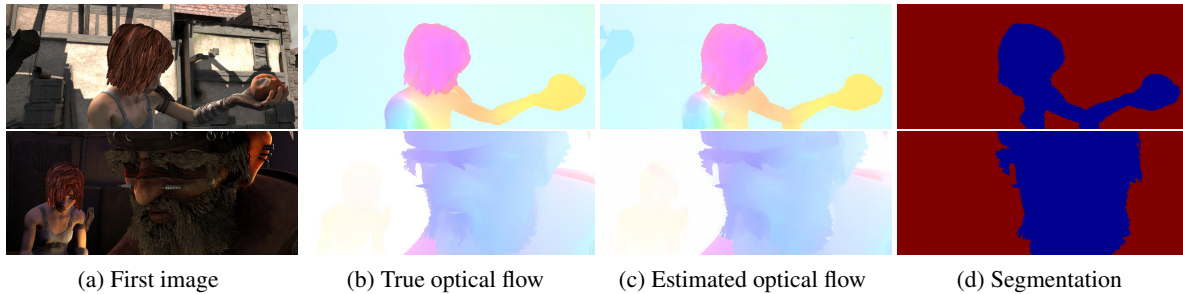 (a) First image
(b) True optical flow
(c) Estimated optical flow
(d) Segmentation